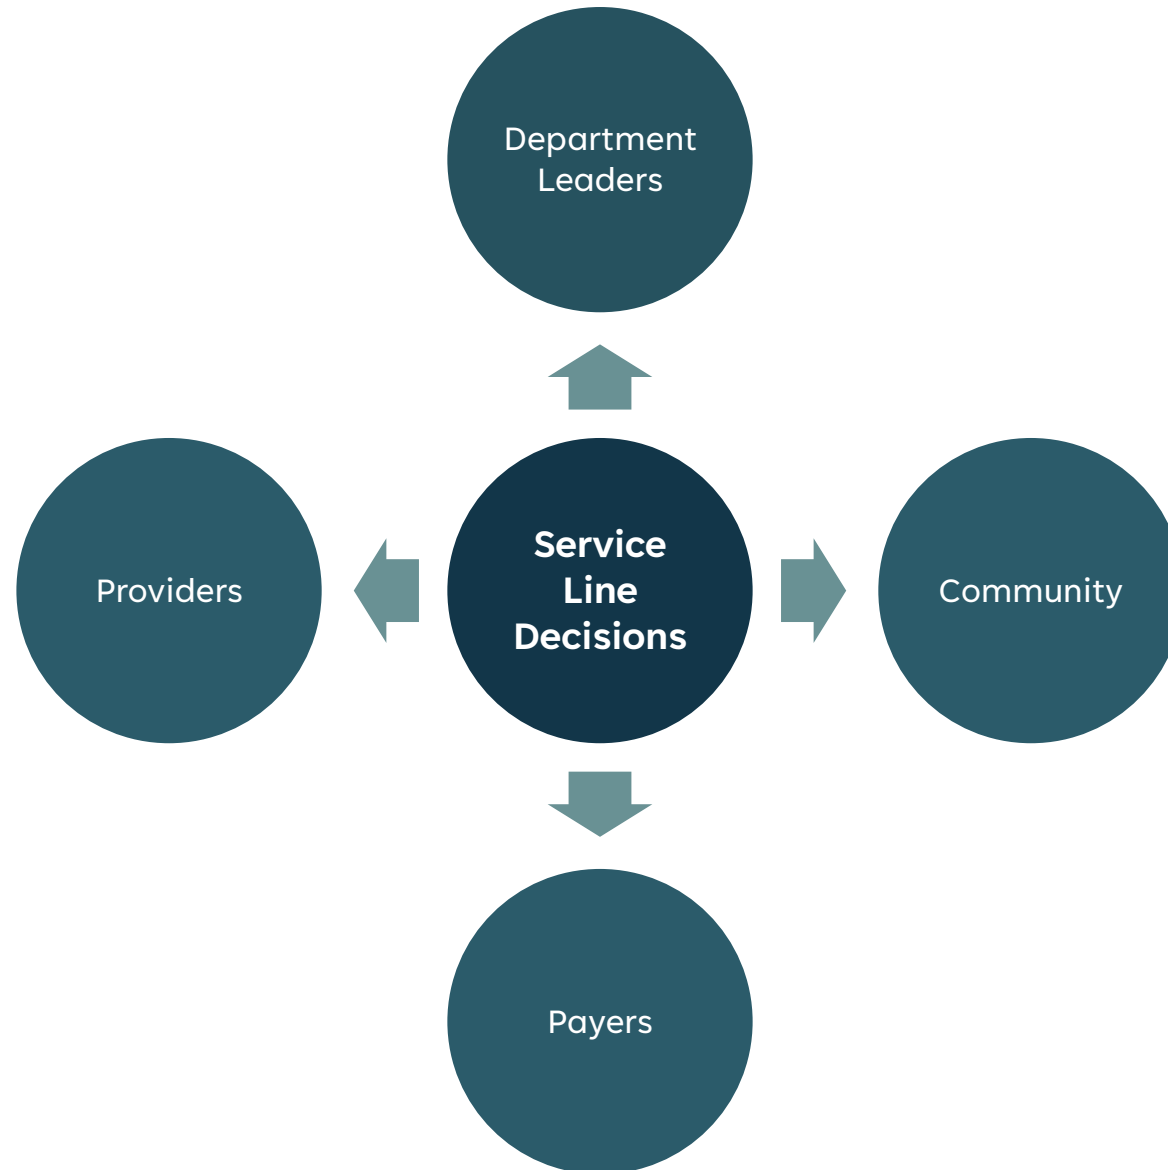 Department
Leaders
Providers
Service
Line
Decisions
Community
Payers